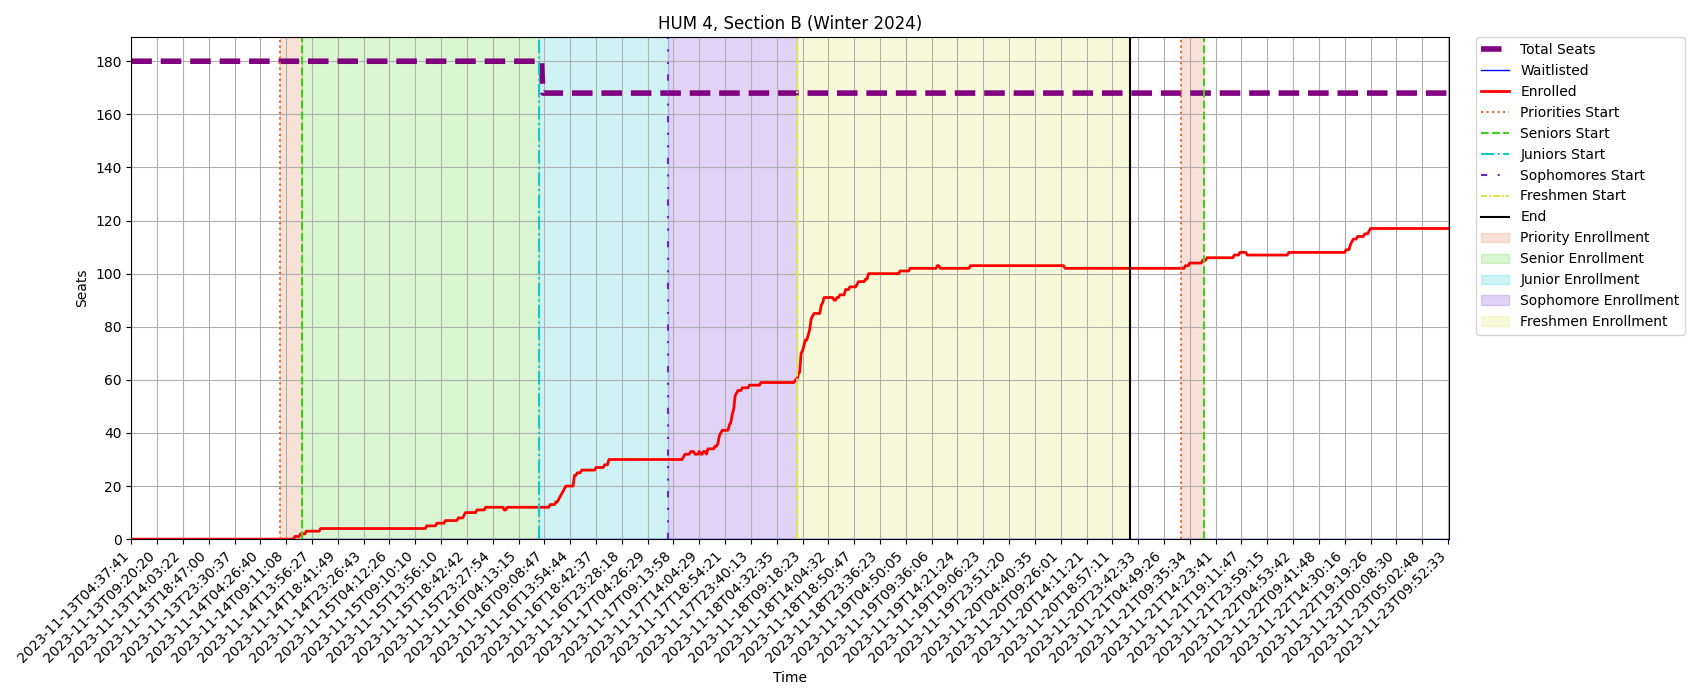 HUM 4, Section B (Winter 2024)
Seats
180
160
140
120
100
80
60
40
20
0
2023-11-13T04:37:41
2023-11-13T09:20:20
2023-11-13T14:03:22
2023-11-13T18:47:00
2023-11-13T23:30:37
2023-11-14T04:26:40
2023-11-14T09:11:08
2023-11-14T13:56:27
2023-11-14T18:41:49
2023-11-14T23:26:43
2023-11-15T04:12:26
2023-11-15T09:10:10
2023-11-15T13:56:10
2023-11-15T18:42:42
2023-11-15T23:27:54
2023-11-16T04:13:15
2023-11-16T09:08:47
2023-11-16T13:54:44
2023-11-16T18:42:37
2023-11-16T23:28:18
2023-11-17T04:26:29
2023-11-17T09:13:58
2023-11-17T14:04:29
2023-11-17T18:54:21
2023-11-17T23:40:13
2023-11-18T04:32:35
2023-11-18T09:18:23
2023-11-18T14:04:32
2023-11-18T18:50:47
2023-11-18T23:36:23
2023-11-19T04:50:05
2023-11-19T09:36:06
2023-11-19T14:21:24
2023-11-19T19:06:23
2023-11-19T23:51:20
2023-11-20T04:40:35
2023-11-20T09:26:01
2023-11-20T14:11:21
2023-11-20T18:57:11
2023-11-20T23:42:33
2023-11-21T04:49:26
2023-11-21T09:35:34
2023-11-21T14:23:41
2023-11-21T19:11:47
2023-11-21T23:59:15
2023-11-22T04:53:42
2023-11-22T09:41:48
2023-11-22T14:30:16
2023-11-22T19:19:26
2023-11-23T00:08:30
2023-11-23T05:02:48
2023-11-23T09:52:33
Time
Total Seats
Waitlisted
Enrolled
Priorities Start
Seniors Start
Juniors Start
Sophomores Start
Freshmen Start
End
Priority Enrollment
Senior Enrollment
Junior Enrollment
Sophomore Enrollment
Freshmen Enrollment